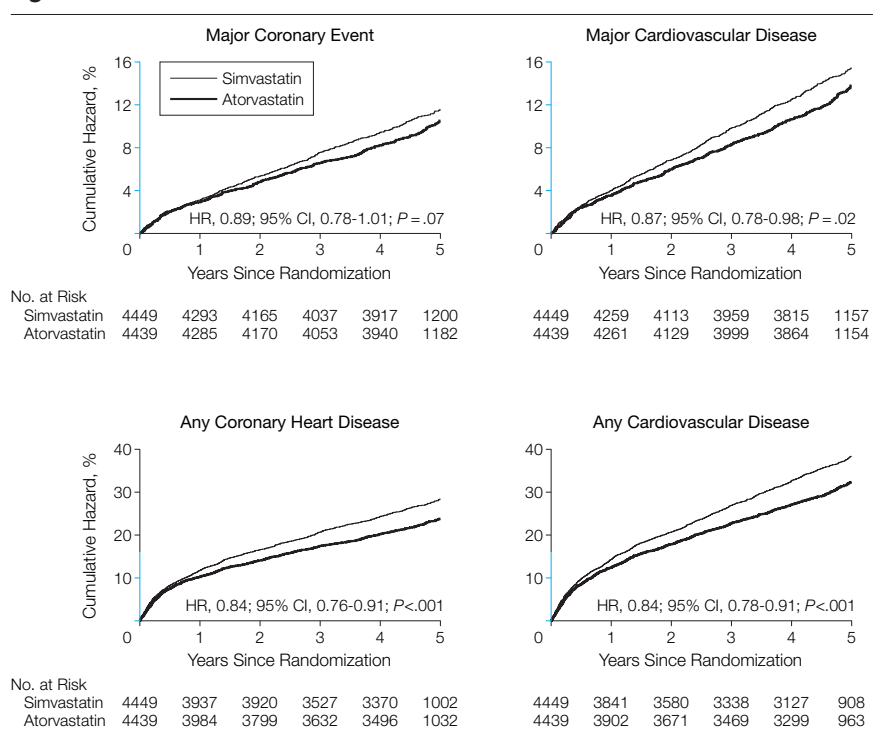 Major Coronary Event
16
12
8
4
0
Cumulative Hazard, %
Simvastatin
Atorvastatin
HR, 0.89; 95% CI, 0.78-1.01; P=.07
1 2 3 4 5
Years Since Randomization
No. at Risk
Simvastatin 4449 4293 4165 4037 3917 1200
Atorvastatin 4439 4285 4170 4053 3940 1182
Major Cardiovascular Disease
16
12
8
4
0
HR, 0.87; 95% CI, 0.78-0.98; P=.02
1 2 3 4 5
Years Since Randomization
4449 4259 4113 3959 3815 1157
4439 4261 4129 3999 3864 1154
Any Coronary Heart Disease
40
30
20
10
0
Cumulative Hazard, %
HR, 0.84; 95% CI, 0.76-0.91; P<.001
1 2 3 4 5
Years Since Randomization
No. at Risk
Simvastatin 4449 3937 3920 3527 3370 1002
Atorvastatin 4439 3984 3799 3632 3496 1032
Any Cardiovascular Disease
40
30
20
10
0
HR, 0.84; 95% CI, 0.78-0.91; P<.001
1 2 3 4 5
Years Since Randomization
4449 3841 3580 3338 3127 908
4439 3902 3671 3469 3299 963